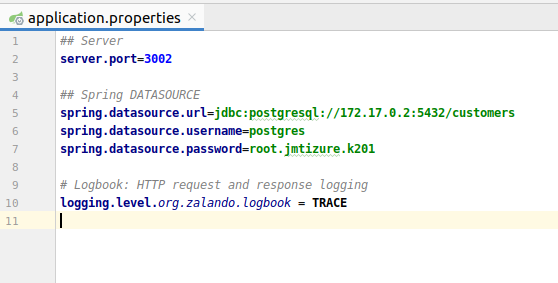 application.properties
1 ## Server
2 server.port=3002
3
4 ## Spring DATASOURCE
5 spring.datasource.url=jdbc:postgresql://172.17.0.2:5432/customers
6 spring.datasource.username=postgres
7 spring.datasource.password=root.jmtizure.k201
8
9 # Logbook: HTTP request and response logging
10 logging.level.org.zalando.logbook = TRACE
11